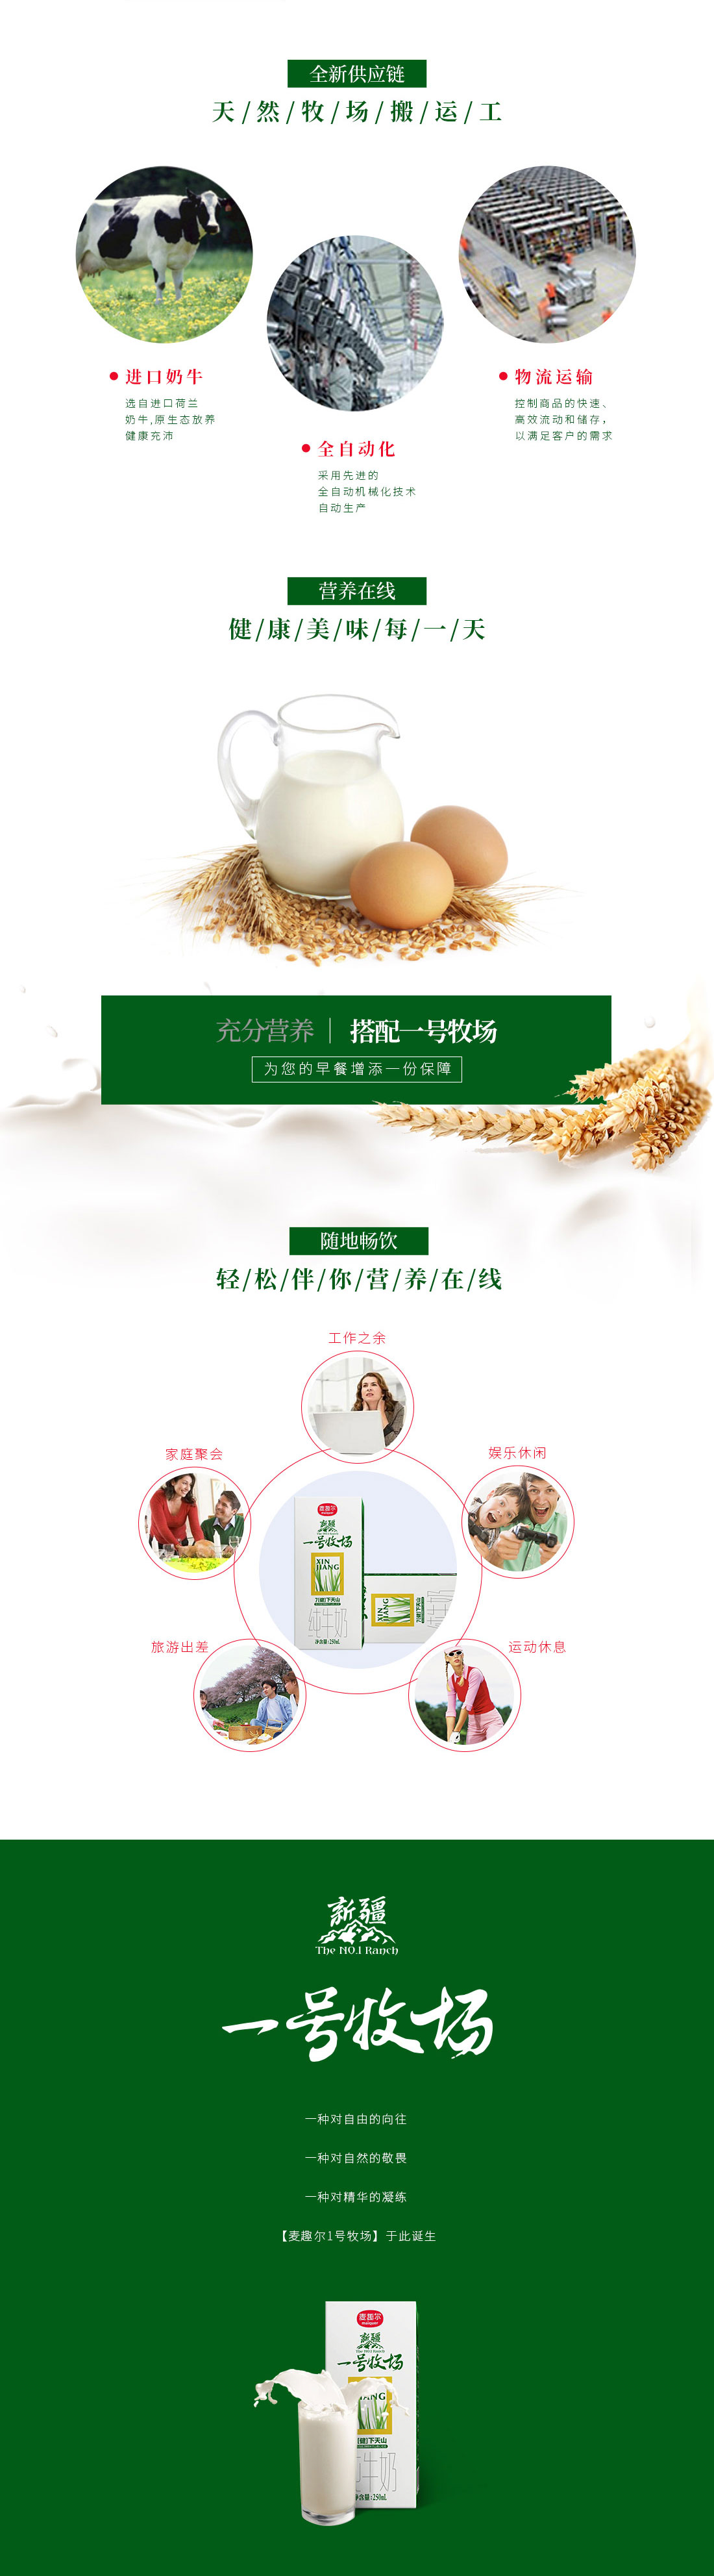 全新供应链
天/然/牧/场/搬/运/工
进口奶牛
选自进口荷兰
奶牛,原生态放养
健康充沛
全自动化
采用先进的
全自动机械化技术
自动生产
物流运输
控制商品的快速、
高效流动和储存,
以满足客户的需求
营养在线
健/康/美/味/每/一/天
充分营养 | 搭配一号牧场
为您的早餐增添一份保障
随地畅饮
轻/松/伴/你/营/养/在/线
工作之余
家庭聚会
娱乐休闲
旅游出差
运动休息
麦趣尔
新疆
The NO.1 Ranch
一号牧场
XIN
JIANG
万[健]下天山
纯牛奶
净含量:250mL
XIN
JIANG
新疆
The NO.1 Ranch
一号牧场
一种对自由的向往
一种对自然的敬畏
一种对精华的凝练
【麦趣尔1号牧场】于此诞生
麦趣尔
新疆
一号牧场
[健]下天山
牛奶
净含量:250mL